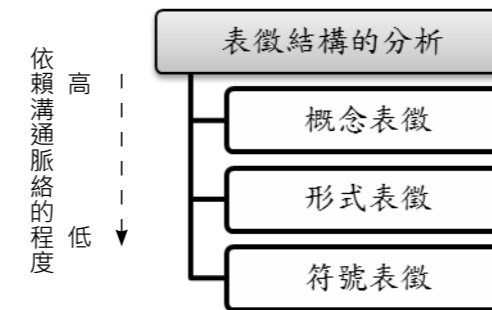 表徵結構的分析
依賴溝通脈絡的程度
高
低
概念表徵
形式表徵
符號表徵